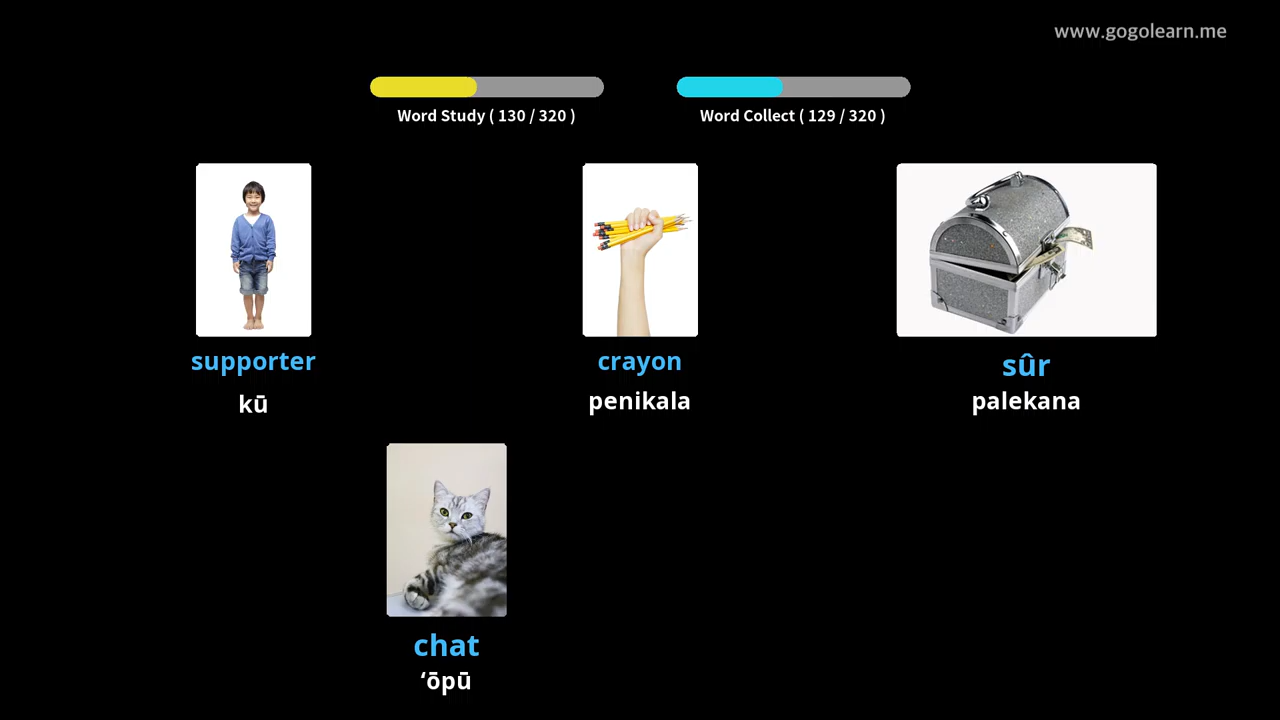 www.gogolearn.me
Word Study ( 130 / 320 )
Word Collect ( 129 / 320 )
supporter
kū
crayon
penikala
sûr
palekana
chat
ʻōpū